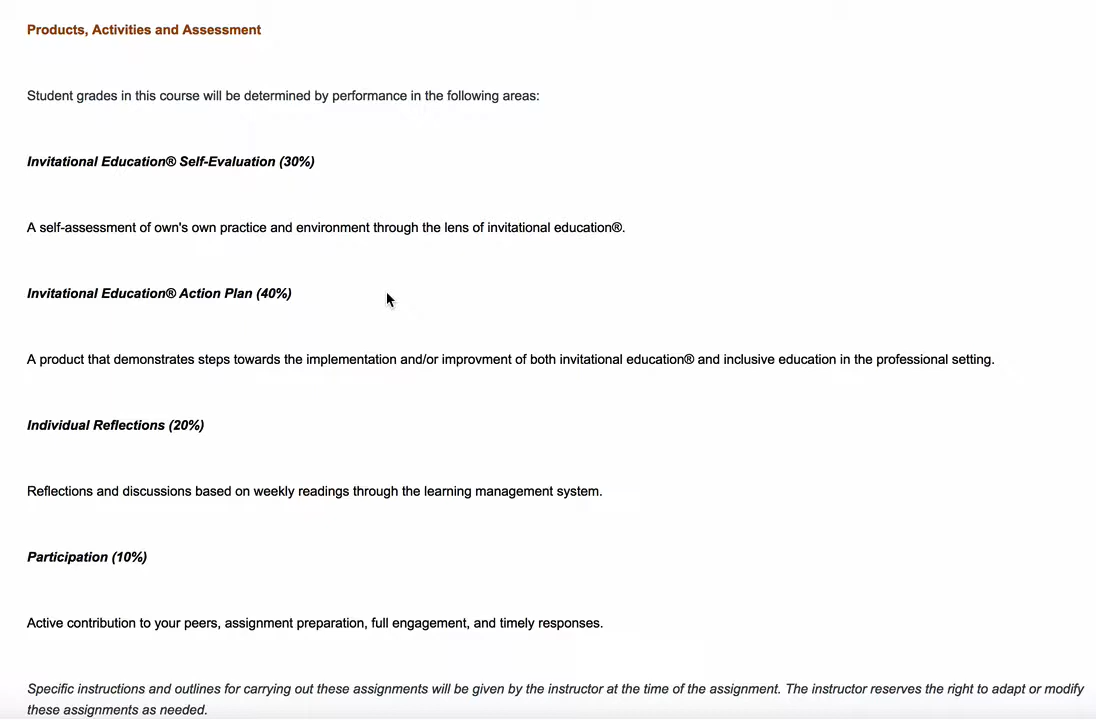 Products, Activities and Assessment
Student grades in this course will be determined by performance in the following areas:
Invitational Education® Self-Evaluation (30%)
A self-assessment of own's own practice and environment through the lens of invitational education®.
Invitational Education® Action Plan (40%)
A product that demonstrates steps towards the implementation and/or improvment of both invitational education® and inclusive education in the professional setting.
Individual Reflections (20%)
Reflections and discussions based on weekly readings through the learning management system.
Participation (10%)
Active contribution to your peers, assignment preparation, full engagement, and timely responses.
Specific instructions and outlines for carrying out these assignments will be given by the instructor at the time of the assignment. The instructor reserves the right to adapt or modify
these assignments as needed.